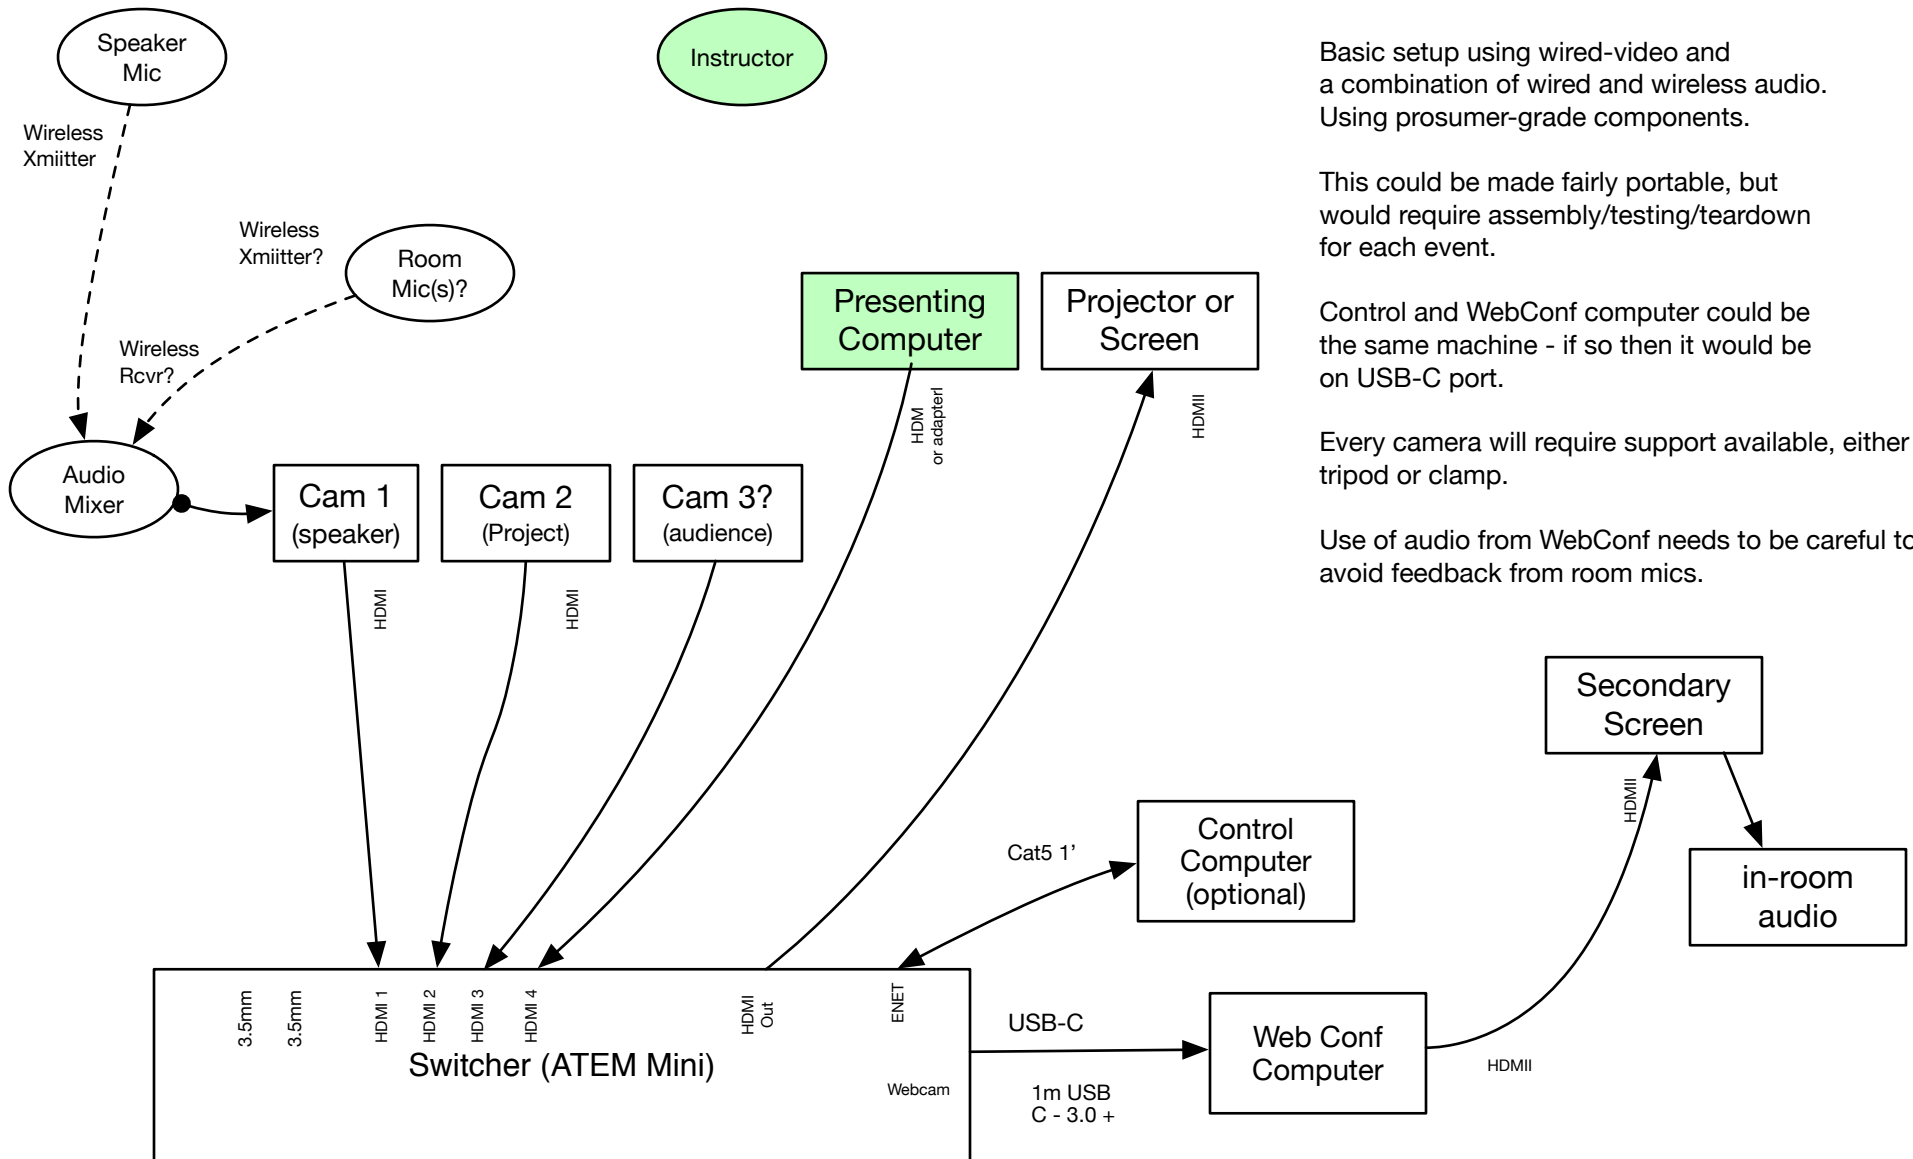 Speaker
Mic
Instructor
Basic setup using wired-video and
a combination of wired and wireless audio.
Using prosumer-grade components.
This could be made fairly portable, but
would require assembly/testing/teardown
for each event.
Control and WebConf computer could be
the same machine - if so then it would be
on USB-C port.
Every camera will require support available, either
tripod or clamp.
Use of audio from WebConf needs to be careful to
avoid feedback from room mics.
Wireless
Xmiitter
Wireless
Xmiitter?
Room
Mic(s)?
Wireless
Rcvr?
Presenting
Computer
Projector or
Screen
HDM
or adapterl
HDMII
Audio
Mixer
Cam 1
(speaker)
Cam 2
(Project)
Cam 3?
(audience)
HDMI
HDMI
Secondary
Screen
HDMII
in-room
audio
Control
Computer
(optional)
Cat5 1’
3.5mm
3.5mm
HDMI 1
HDMI 2
HDMI 3
HDMI 4
HDMI
Out
ENET
Switcher (ATEM Mini)
Webcam
USB-C
1m USB
C - 3.0 +
Web Conf
Computer
HDMII